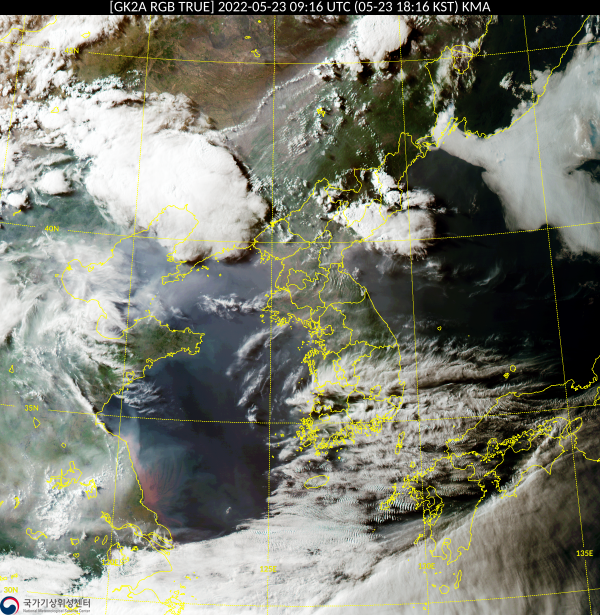 [GK2A RGB TRUE] 2022-05-23 09:16 UTC (05-23 18:16 KST) KMA
40N
35N
135E
30N
국가기상위성센터
National Meteorological Satellite Center